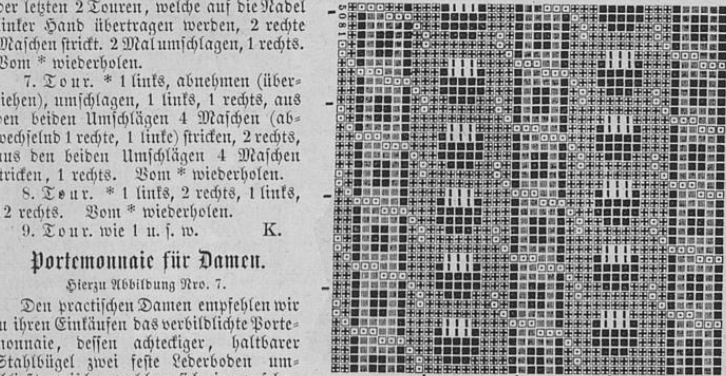 der letzten 2 Touren, welche auf die Nadel
linker Hand übertragen werden, 2 rechte
Maschen strickt. 2 Mal umschlagen, 1 rechts.
Vom * wiederholen.
7. Tour. * 1 links, abnehmen (über-
ziehen), umschlagen, 1 links, 1 rechts, aus
den beiden Umschlägen 4 Maschen (ab-
wechselnd 1 rechte, 1 linke) stricken, 2 rechts,
aus den beiden Umschlägen 4 Maschen
stricken, 1 rechts. Vom * wiederholen.
8. Tour. * 1 links, 2 rechts, 1 links,
2 rechts. Vom * wiederholen.
9. Tour. wie 1 u. s. w. K.
Portemonnaie für Damen.
Hierzu Abbildung Nro. 7.
Den practischen Damen empfehlen wir
zu ihren Einkäufen das verbildlichte Porte-
monnaie, dessen achteckiger, haltbarer
Stahlbügel zwei feste Lederboden um-
5081